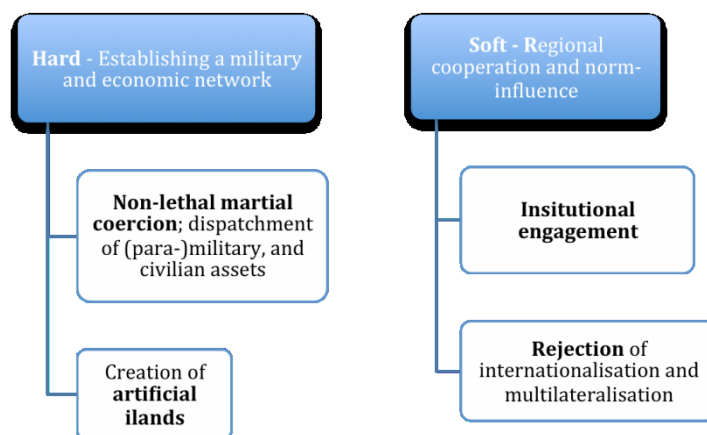 Hard - Establishing a military
and economic network
Non-lethal martial
coercion; dispatchment
of (para-)military, and
civilian assets
Creation of
artificial
ilands
Soft - Regional
cooperation and norm-
influence
Insitutional
engagement
Rejection of
internationalisation and
multilateralisation